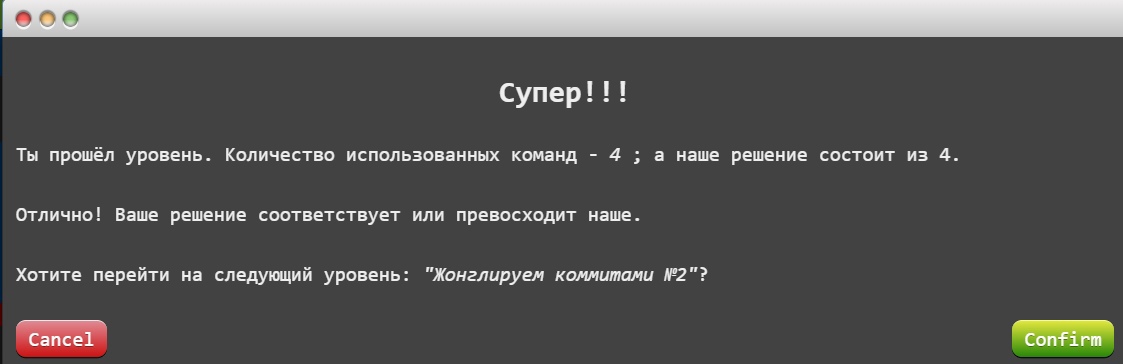 Супер!!!
Ты прошёл уровень. Количество использованных команд - 4 ; а наше решение состоит из 4.
Отлично! Ваше решение соответствует или превосходит наше.
Хотите перейти на следующий уровень: "Жонглируем коммитами №2"?
Cancel
Confirm